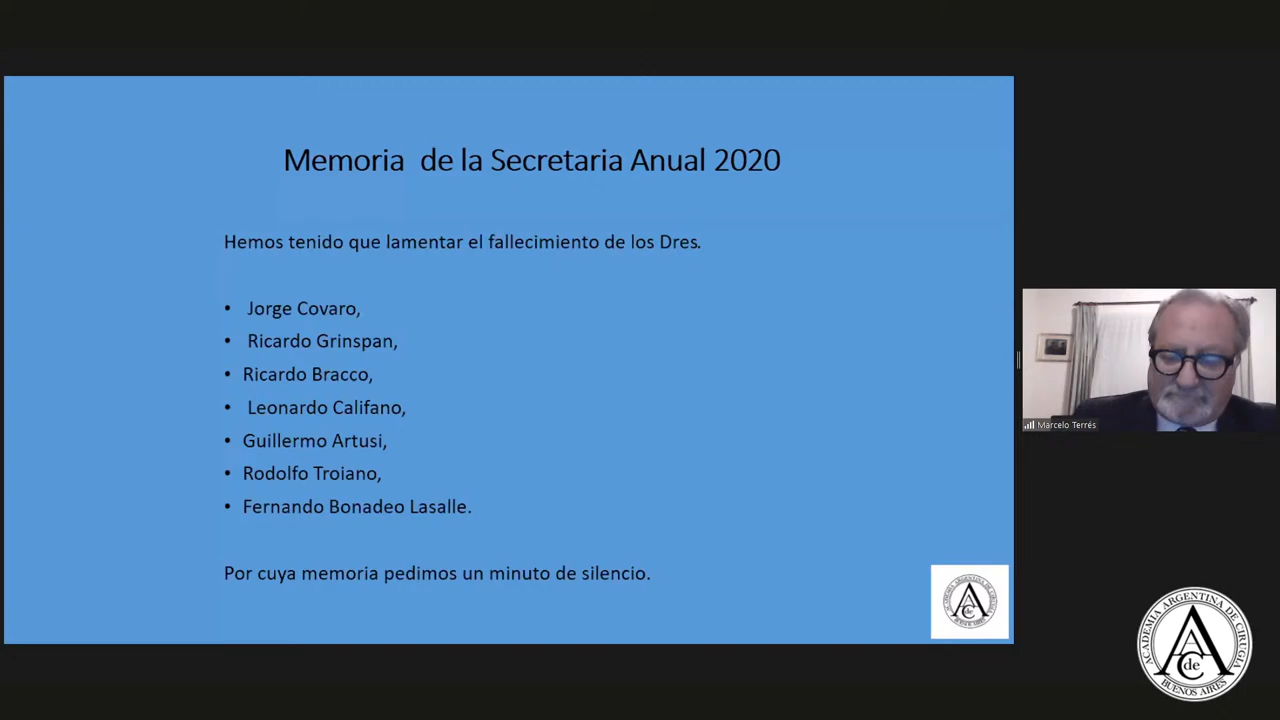 Memoria de la Secretaria Anual 2020
Hemos tenido que lamentar el fallecimiento de los Dres.
• Jorge Covaro,
• Ricardo Grinspan,
• Ricardo Bracco,
• Leonardo Califano,
• Guillermo Artusi,
• Rodolfo Troiano,
• Fernando Bonadeo Lasalle.
Por cuya memoria pedimos un minuto de silencio.
Marcelo Terrés
ACADEMIA ARGENTINA DE CIRUGIA
A de C
BUENOS AIRES